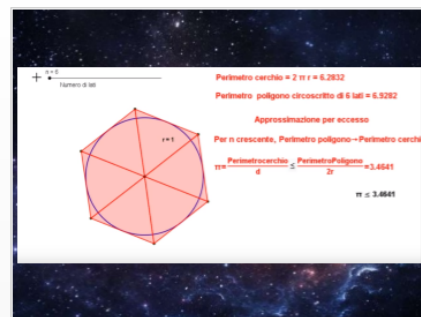 n = 6
Numero di lati
r = 1
Perimetro cerchio = 2 π r = 6.2832
Perimetro poligono circoscritto di 6 lati = 6.9282
Approssimazione per eccesso
Per n crescente, Perimetro poligono→Perimetro cerchi
π= Perimetrocerchio / d ≤ PerimetroPoligono / 2r =3.4641
π ≤ 3.4641